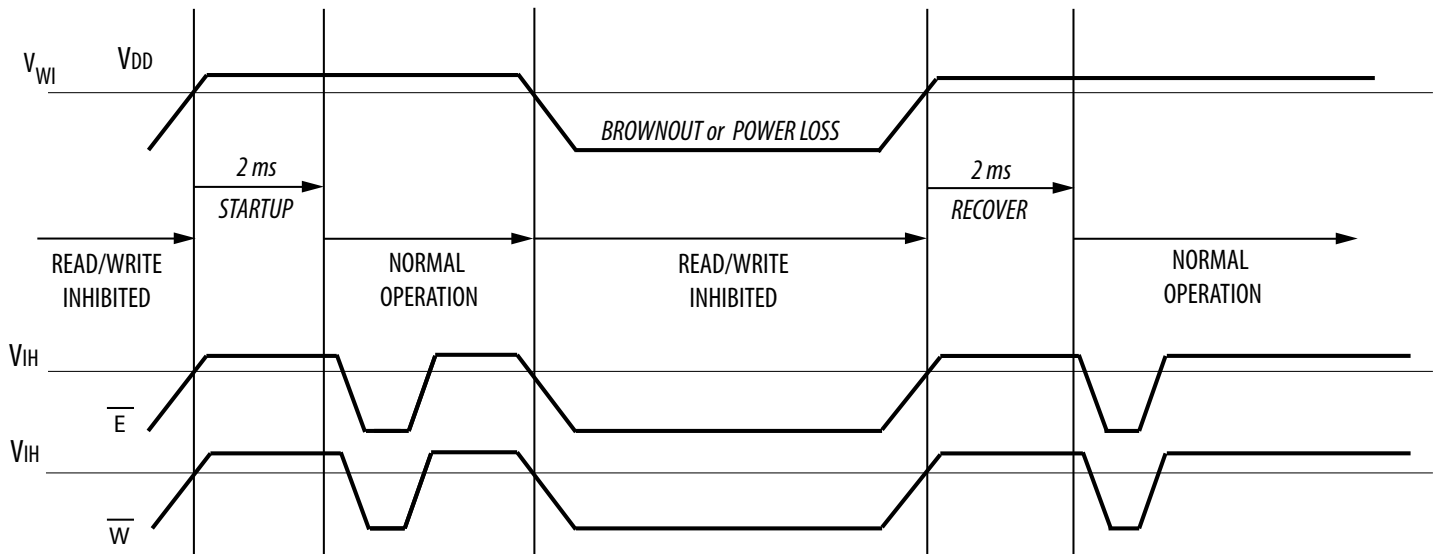 VWI VDD
BROWNOUT or POWER LOSS
2 ms
STARTUP
2 ms
RECOVER
READ/WRITE
INHIBITED
NORMAL
OPERATION
READ/WRITE
INHIBITED
NORMAL
OPERATION
VIH
E
VIH
W